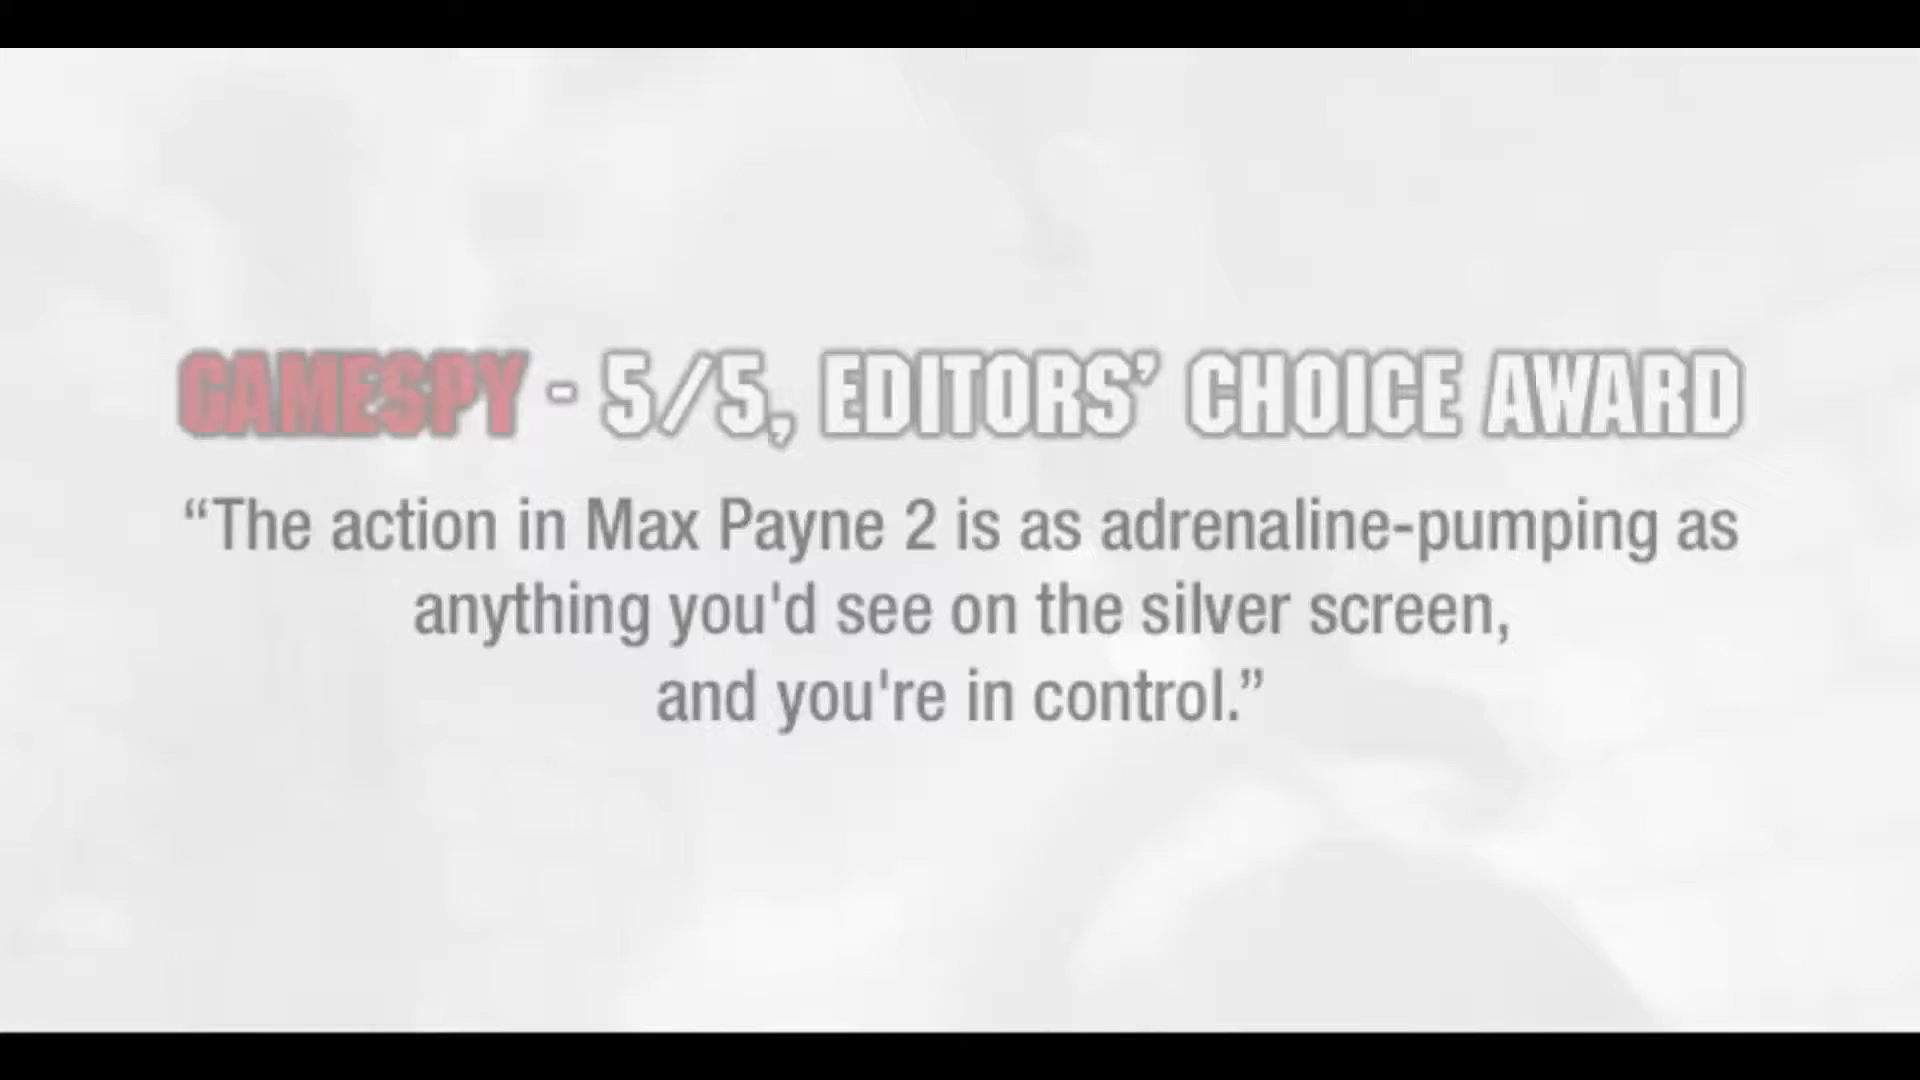 GAMESPY - 5/5, EDITORS’ CHOICE AWARD
“The action in Max Payne 2 is as adrenaline-pumping as
anything you'd see on the silver screen,
and you're in control.”